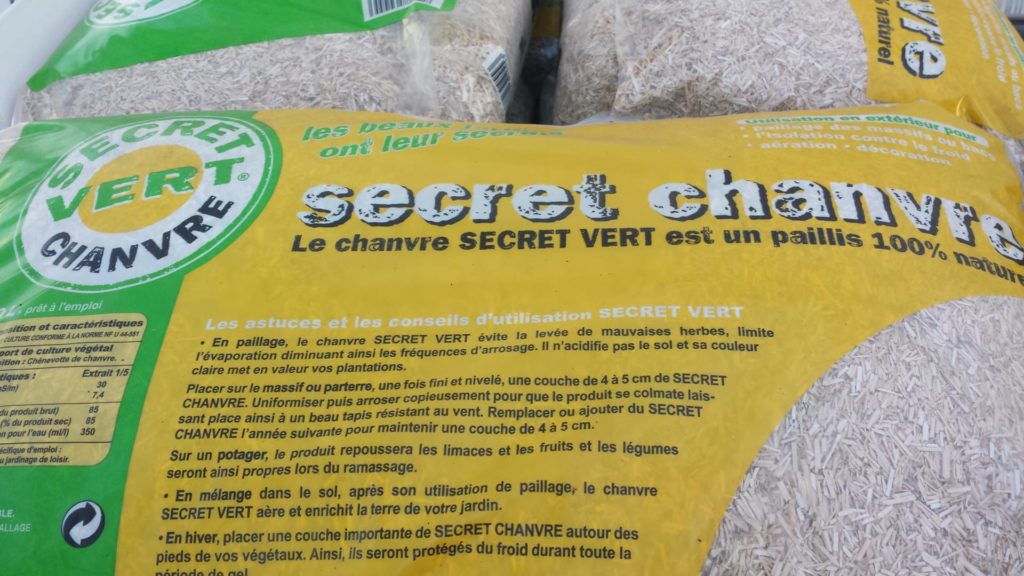 SECRET
VERT®
CHANVRE
les
ont leur secrets
Utilisation en extérieur pour
• paillage des massifs ou bacs
• l'isolation contre le froid
• aération • décoration
secret chanvre
Le chanvre SECRET VERT est un paillis 100% nature
prêt à l'emploi
et caractéristiques
CULTURE CONFORME A LA NORME NF U 44-551
port de culture végétal
ition : Chènevotte de chanvre.
tiques : Extrait 1/5
S/m) 30
7,4
du produit brut) 85
(% du produit sec) 85
n pour l'eau (ml/l) 350
écifique d'emploi :
u jardinage de loisir.
LE.
ALLAGE
Les astuces et les conseils d'utilisation SECRET VERT
• En paillage, le chanvre SECRET VERT évite la levée de mauvaises herbes, limite
l'évaporation diminuant ainsi les fréquences d'arrosage. Il n'acidifie pas le sol et sa couleur
claire met en valeur vos plantations.
Placer sur le massif ou parterre, une fois fini et nivelé, une couche de 4 à 5 cm de SECRET
CHANVRE. Uniformiser puis arroser copieusement pour que le produit se colmate lais-
sant place ainsi à un beau tapis résistant au vent. Remplacer ou ajouter du SECRET
CHANVRE l'année suivante pour maintenir une couche de 4 à 5 cm.
Sur un potager, le produit repoussera les limaces et les fruits et les légumes
seront ainsi propres lors du ramassage.
• En mélange dans le sol, après son utilisation de paillage, le chanvre
SECRET VERT aère et enrichit la terre de votre jardin.
• En hiver, placer une couche importante de SECRET CHANVRE autour des
pieds de vos végétaux. Ainsi, ils seront protégés du froid durant toute la
période de gel
vre
% naturel